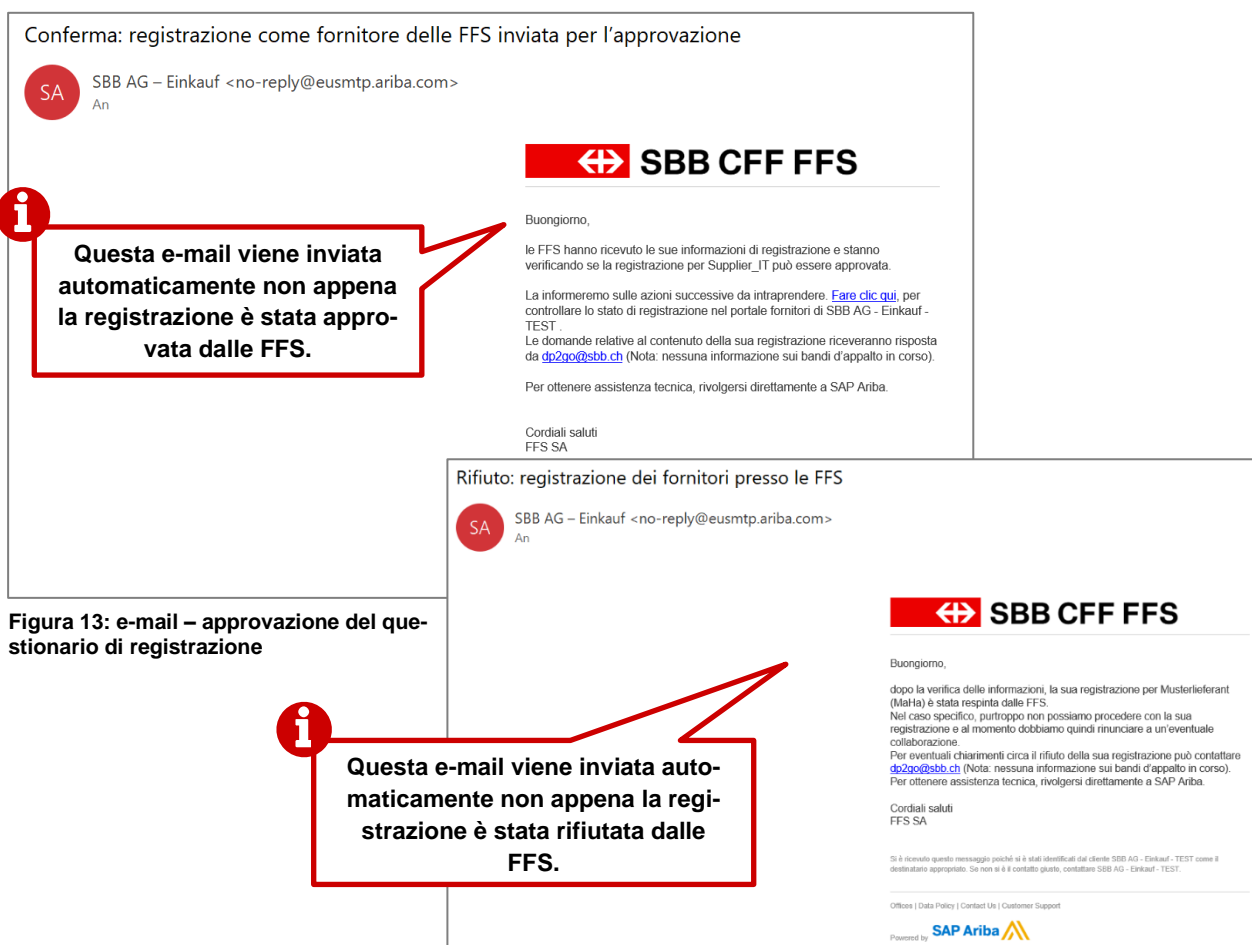 Conferma: registrazione come fornitore delle FFS inviata per l'approvazione
SA
SBB AG – Einkauf <no-reply@eusmtp.ariba.com>
An
SBB CFF FFS
Buongiorno,
le FFS hanno ricevuto le sue informazioni di registrazione e stanno
verificando se la registrazione per Supplier_IT può essere approvata.
La informeremo sulle azioni successive da intraprendere. Fare clic qui, per
controllare lo stato di registrazione nel portale fornitori di SBB AG - Einkauf -
TEST .
Le domande relative al contenuto della sua registrazione riceveranno risposta
da dp2go@sbb.ch (Nota: nessuna informazione sui bandi d'appalto in corso).
Per ottenere assistenza tecnica, rivolgersi direttamente a SAP Ariba.
Cordiali saluti
FFS SA
i
Questa e-mail viene inviata
automaticamente non appena
la registrazione è stata appro-
vata dalle FFS.
Figura 13: e-mail – approvazione del que-
stionario di registrazione
Rifiuto: registrazione dei fornitori presso le FFS
SA
SBB AG – Einkauf <no-reply@eusmtp.ariba.com>
An
SBB CFF FFS
Buongiorno,
dopo la verifica delle informazioni, la sua registrazione per Musterlieferant
(MaHa) è stata respinta dalle FFS.
Nel caso specifico, purtroppo non possiamo procedere con la sua
registrazione e al momento dobbiamo quindi rinunciare a un'eventuale
collaborazione.
Per eventuali chiarimenti circa il rifiuto della sua registrazione può contattare
dp2go@sbb.ch (Nota: nessuna informazione sui bandi d'appalto in corso).
Per ottenere assistenza tecnica, rivolgersi direttamente a SAP Ariba.
Cordiali saluti
FFS SA
Si è ricevuto questo messaggio poiché si è stati identificati dal cliente SBB AG - Einkauf - TEST come il
destinatario appropriato. Se non si è il contatto giusto, contattare SBB AG - Einkauf - TEST.
Offices | Data Policy | Contact Us | Customer Support
Powered by SAP Ariba
i
Questa e-mail viene inviata auto-
maticamente non appena la regi-
strazione è stata rifiutata dalle
FFS.